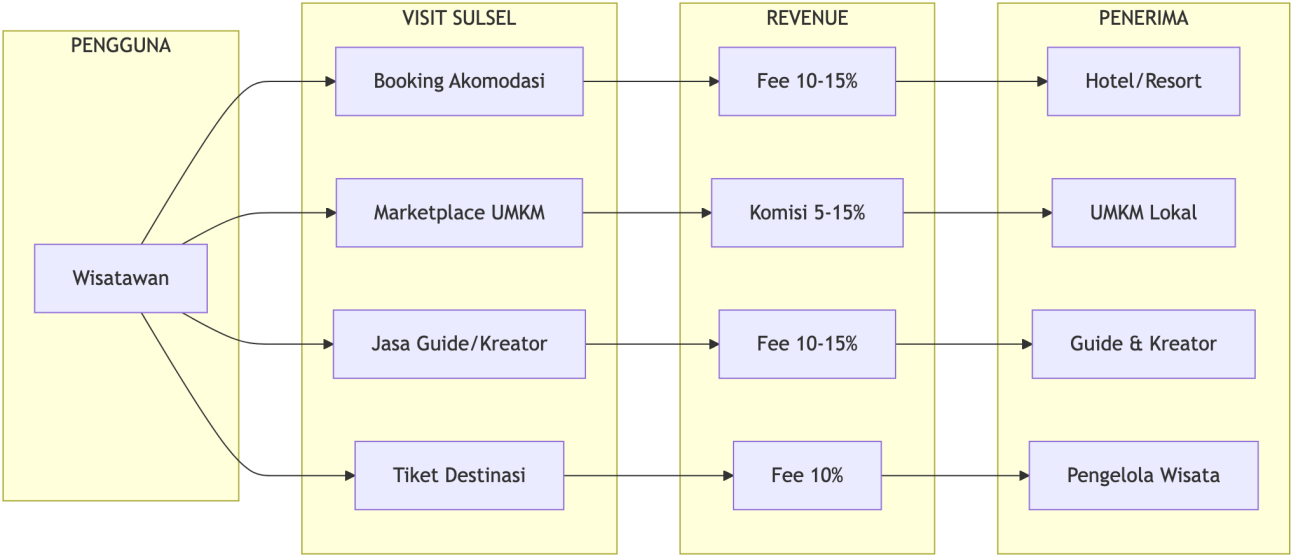 PENGGUNA
Wisatawan
VISIT SULSEL
Booking Akomodasi
Marketplace UMKM
Jasa Guide/Kreator
Tiket Destinasi
REVENUE
Fee 10-15%
Komisi 5-15%
Fee 10-15%
Fee 10%
PENERIMA
Hotel/Resort
UMKM Lokal
Guide & Kreator
Pengelola Wisata